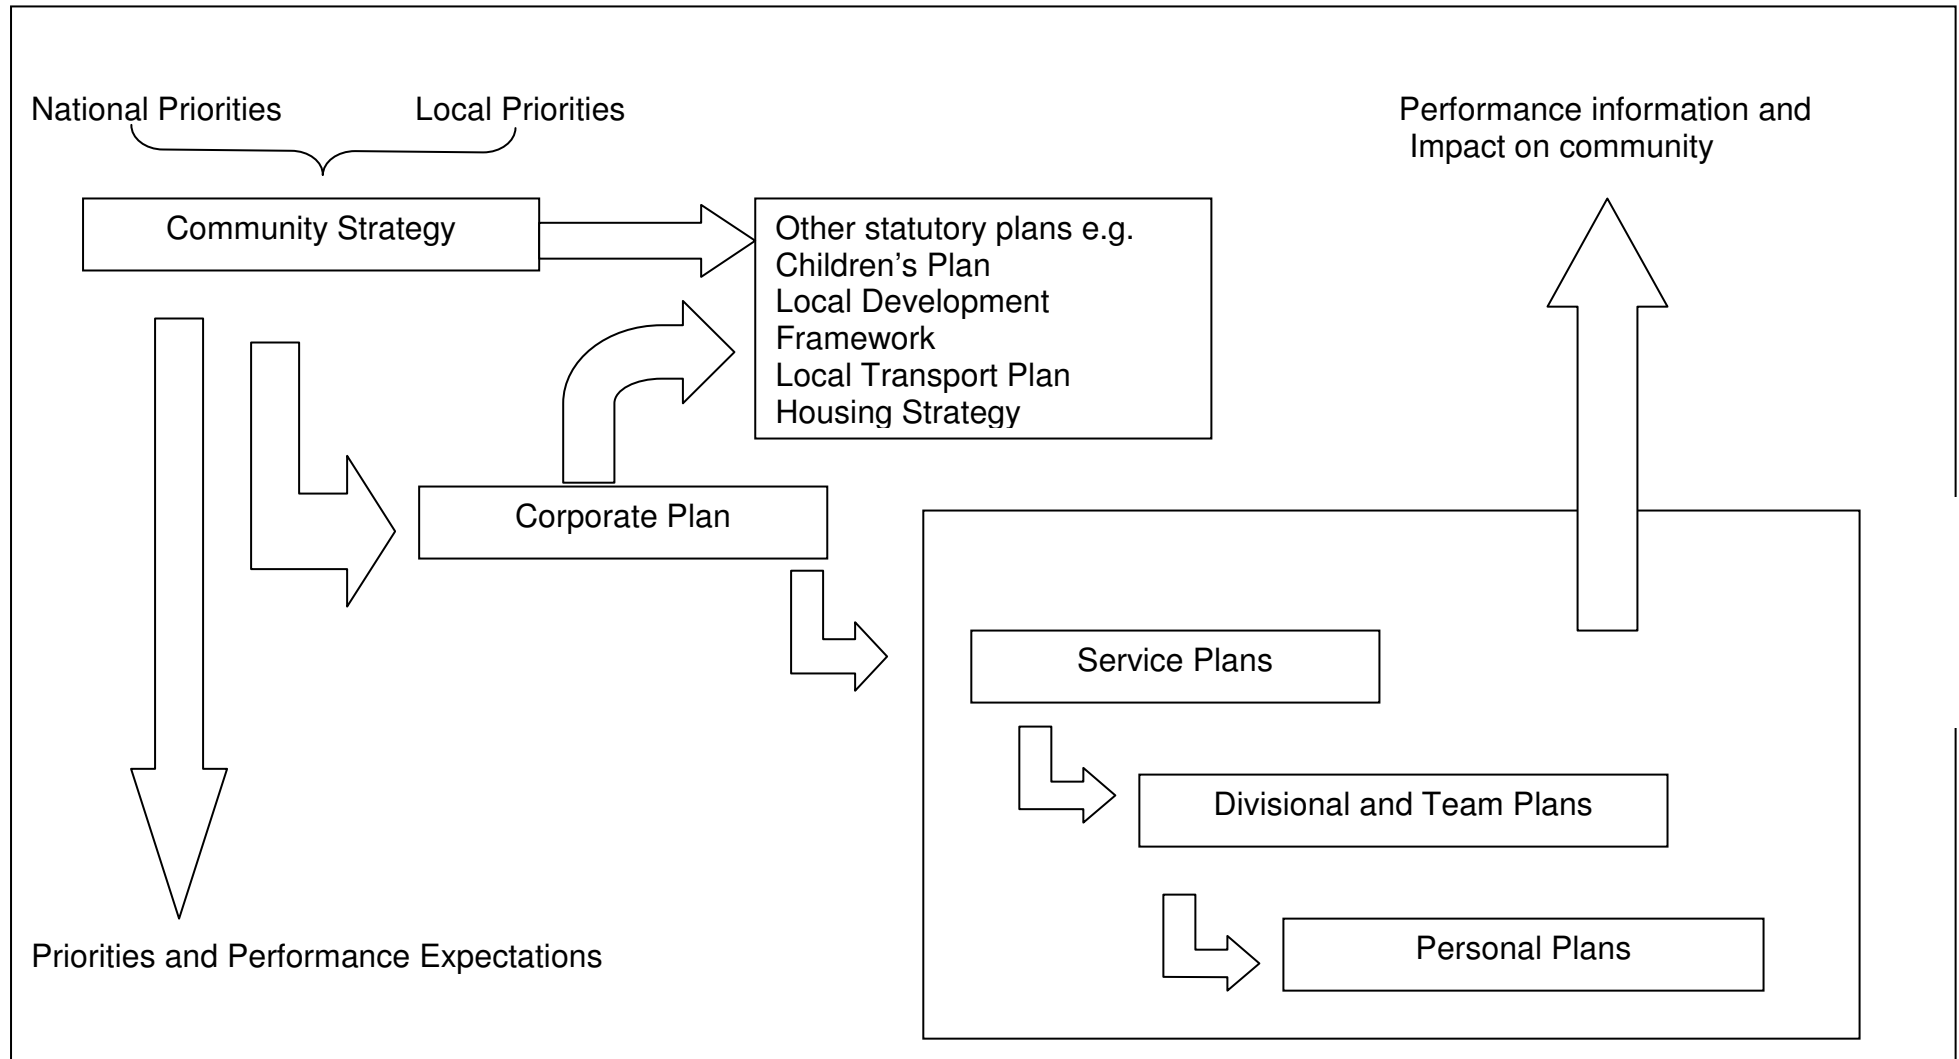 National Priorities
Local Priorities
Performance information and
Impact on community
Community Strategy
Other statutory plans e.g.
Children's Plan
Local Development
Framework
Local Transport Plan
Housing Strategy
Corporate Plan
Service Plans
Divisional and Team Plans
Personal Plans
Priorities and Performance Expectations